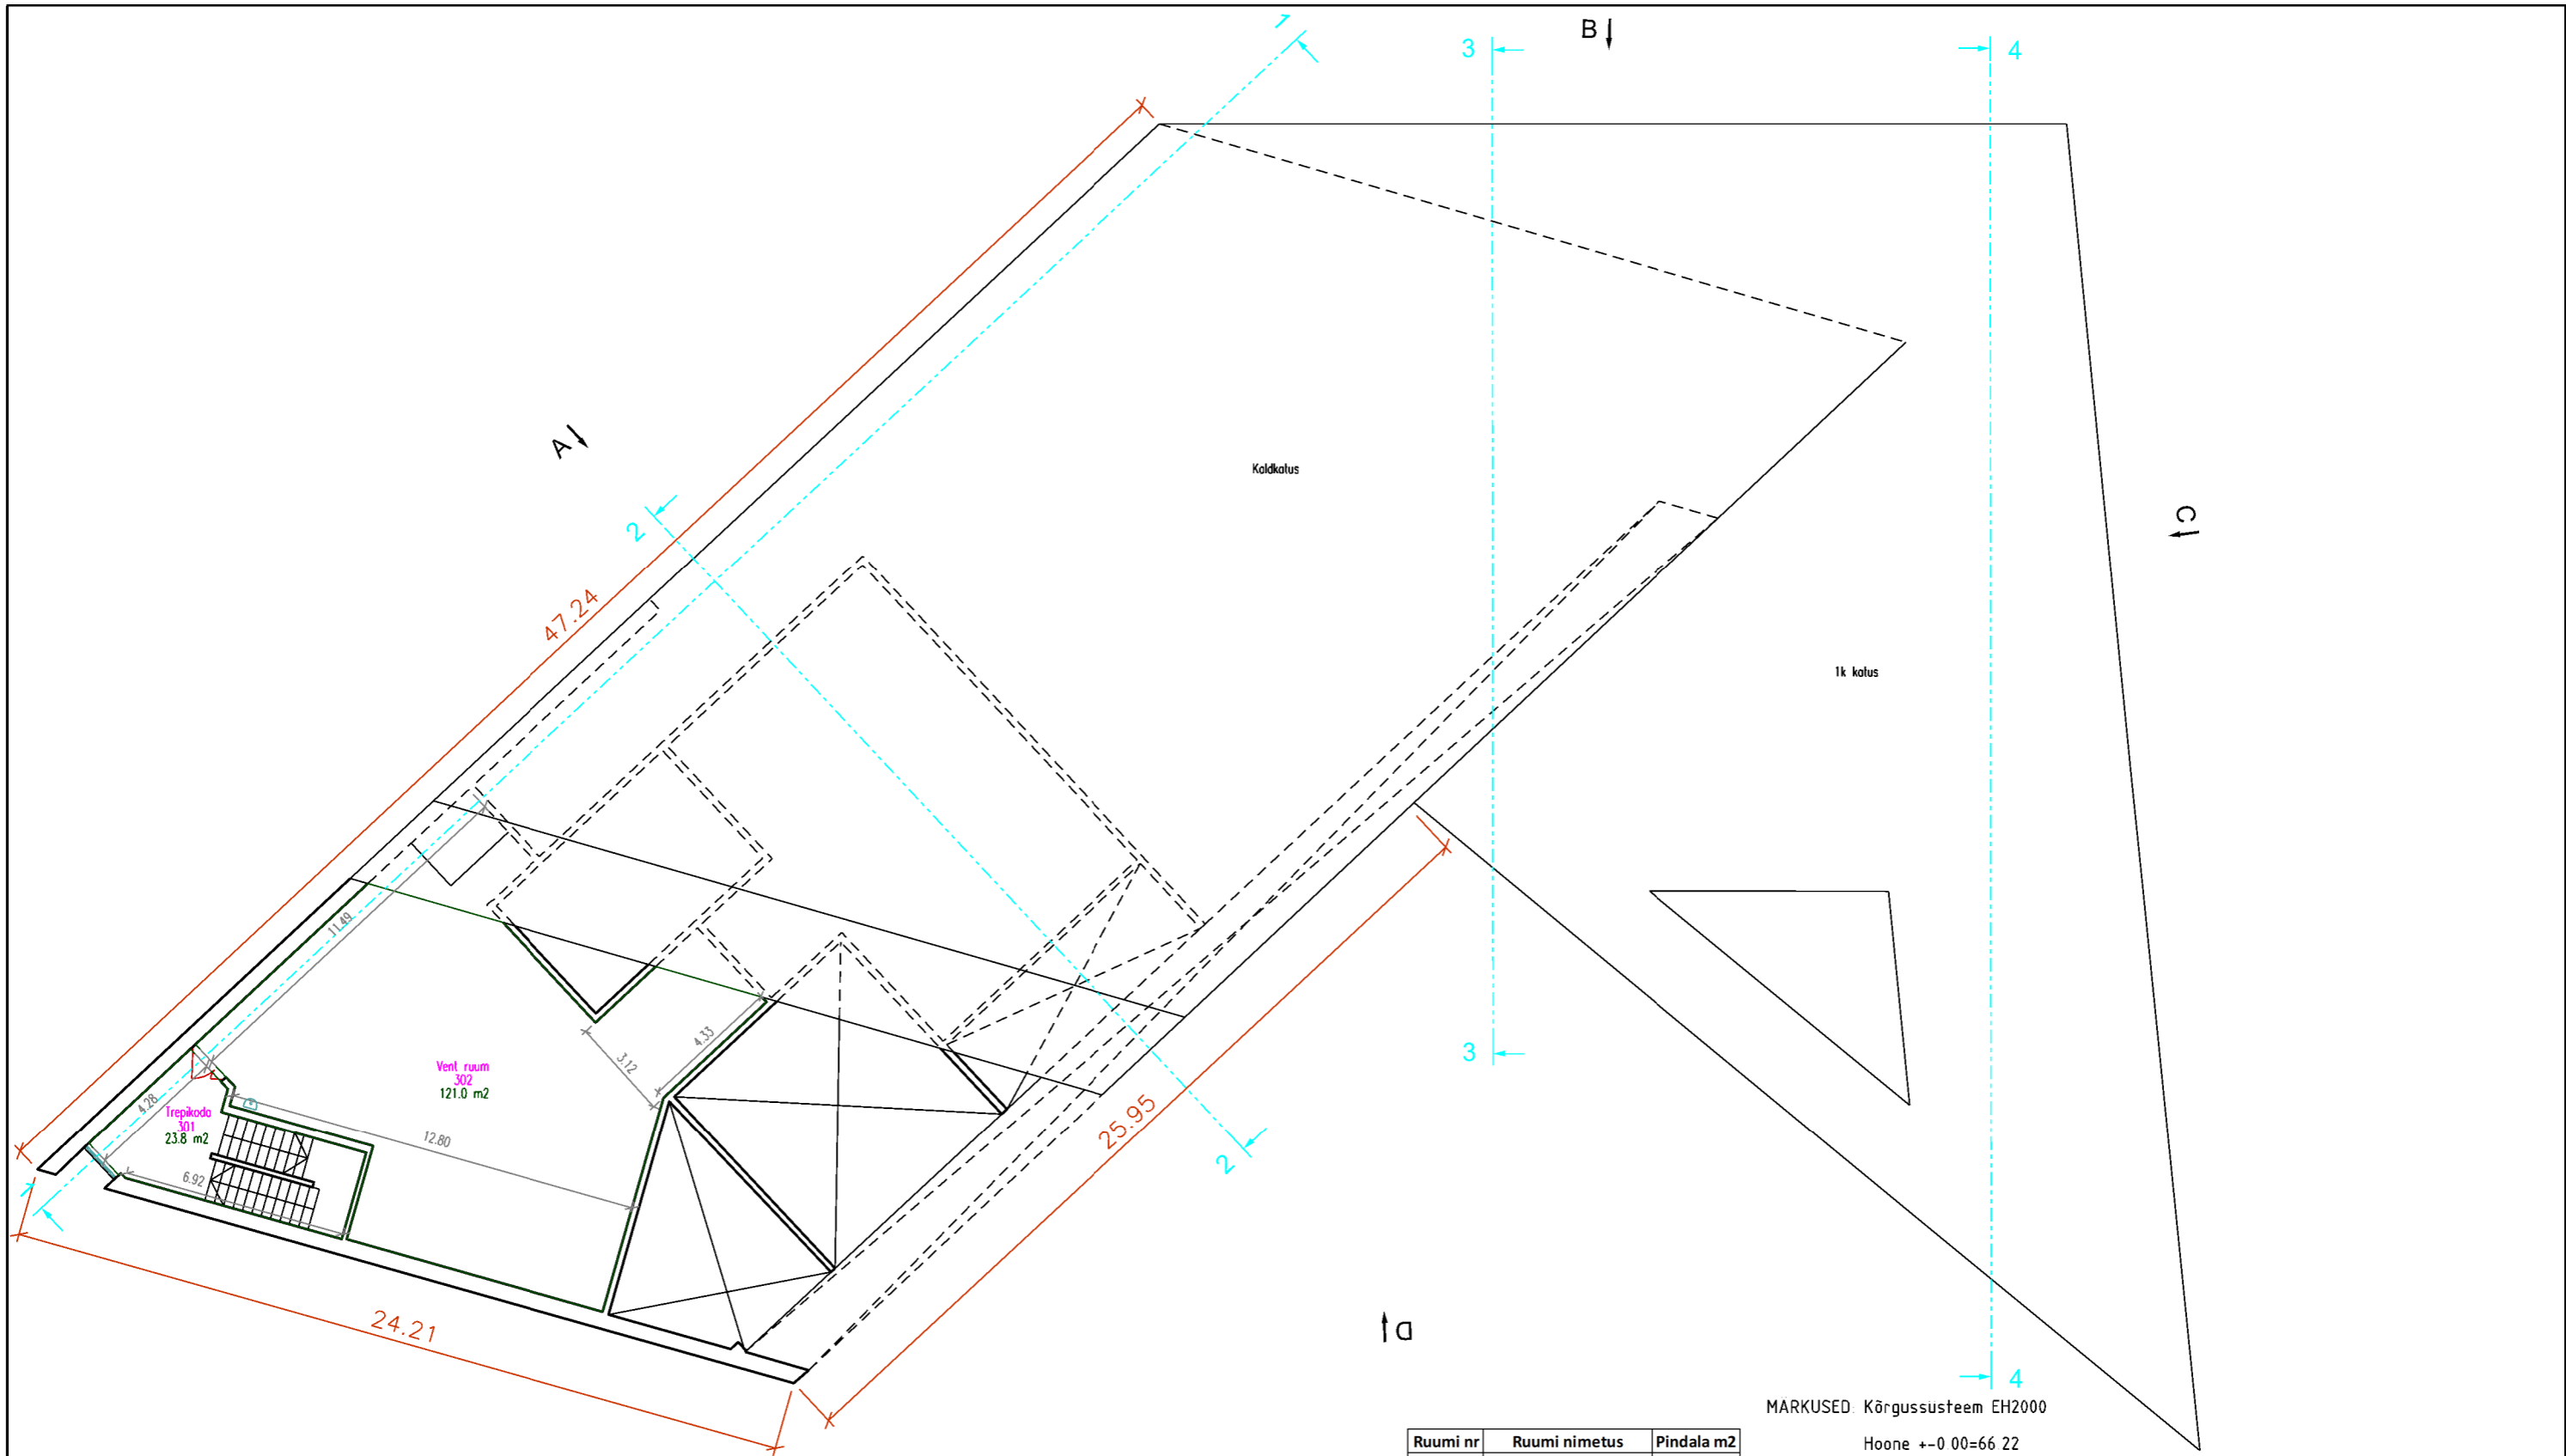 1
B
3
4
A
Kaldkatus
2
C
47.24
1k katus
11.49
4.33
3.12
Vent ruum
302
121.0 m2
4.28
Trepikoda
301
23.8 m2
12.80
6.92
3
25.95
2
1
24.21
D
4
MÄRKUSED: Kõrgussüsteem EH2000
Ruumi nr Ruumi nimetus Pindala m2
Hoone +-0.00=66.22